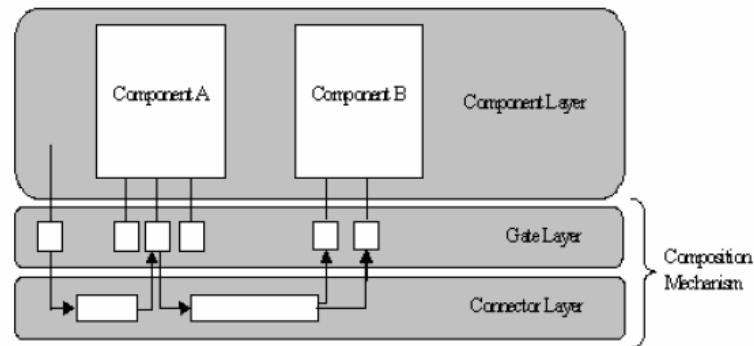 Component A
Component B
Component Layer
Gate Layer
Composition
Mechanism
Connector Layer